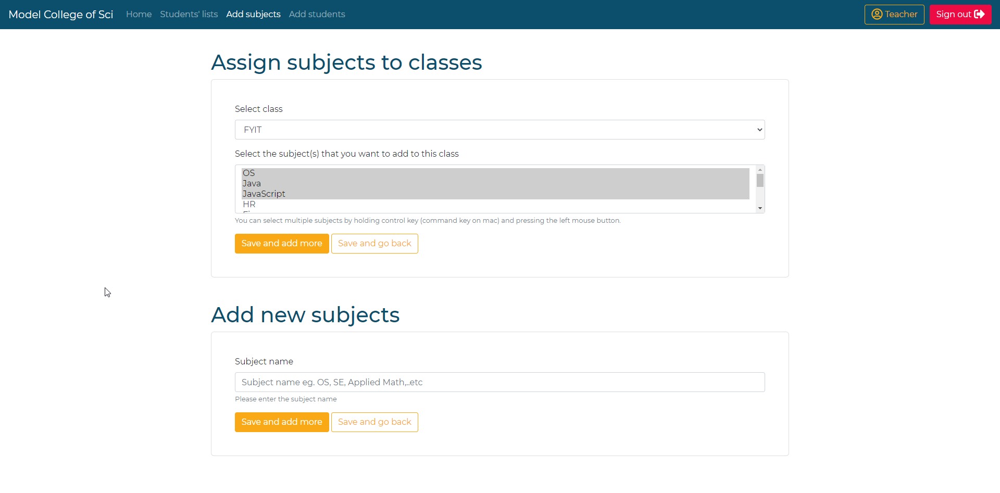 Model College of Sci Home Students' lists Add subjects Add students Teacher Sign out
Assign subjects to classes
Select class
FYIT
Select the subject(s) that you want to add to this class
OS
Java
JavaScript
HR
You can select multiple subjects by holding control key (command key on mac) and pressing the left mouse button.
Save and add more Save and go back
Add new subjects
Subject name
Subject name eg. OS, SE, Applied Math,..etc
Please enter the subject name
Save and add more Save and go back